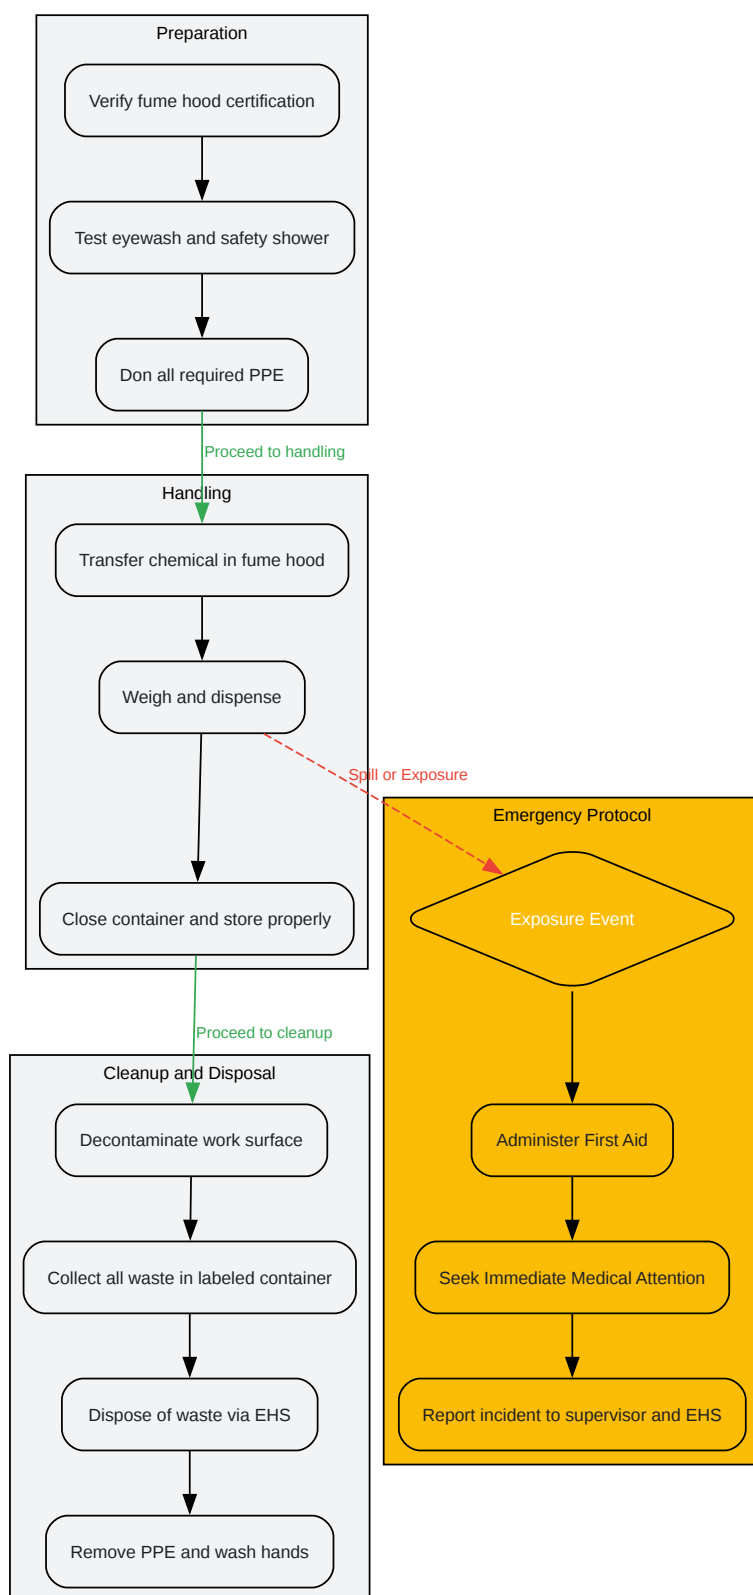 Preparation
Verify fume hood certification
Test eyewash and safety shower
Don all required PPE
Proceed to handling
Handling
Transfer chemical in fume hood
Weigh and dispense
Spill or Exposure
Close container and store properly
Emergency Protocol
Exposure Event
Administer First Aid
Seek Immediate Medical Attention
Report incident to supervisor and EHS
Proceed to cleanup
Cleanup and Disposal
Decontaminate work surface
Collect all waste in labeled container
Dispose of waste via EHS
Remove PPE and wash hands